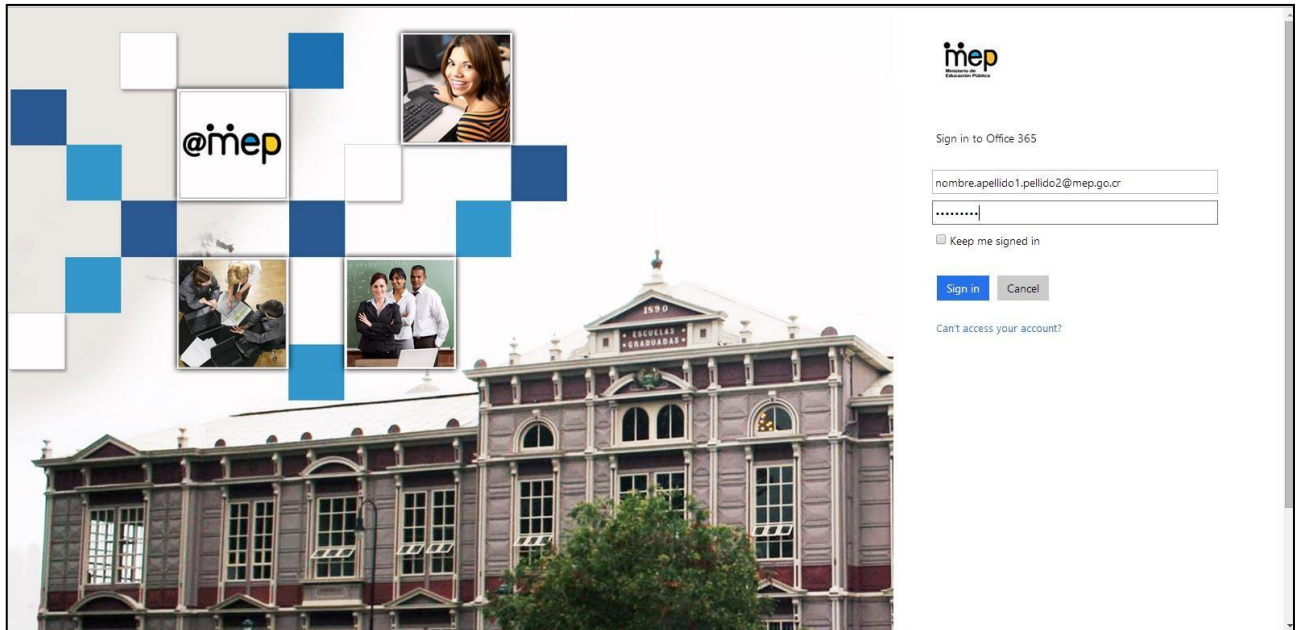 @mep
1890
ESCUELAS
GRADUADAS
mep
Ministerio de
Educación Pública
Sign in to Office 365
nombre.apellido1.pellido2@mep.go.cr
Keep me signed in
Sign in
Cancel
Can't access your account?